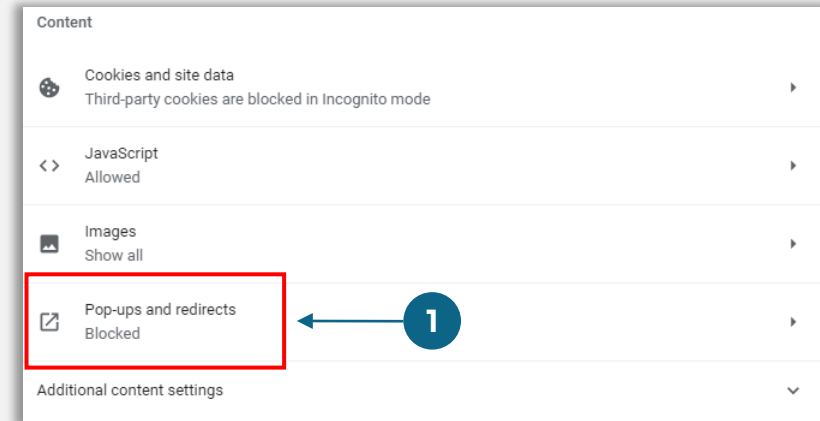 Content
Cookies and site data
Third-party cookies are blocked in Incognito mode
JavaScript
Allowed
Images
Show all
Pop-ups and redirects
Blocked
1
Additional content settings